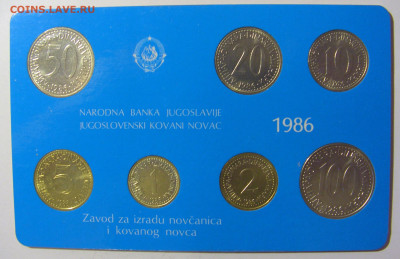 COINS.ЛАVE.RU
50
20
10
NARODNA BANKA JUGOSLAVIJE
JUGOSLOVENSKI KOVANI NOVAC
1986
5
1
2
100
Zavod za izradu novčanica
i kovanog novca